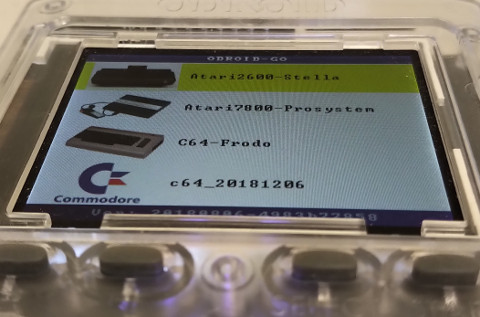 ODROID-GO
Atari2600-Stella
Atari7800-Prosystem
C64-Frodo
c64_20181206
Commodore